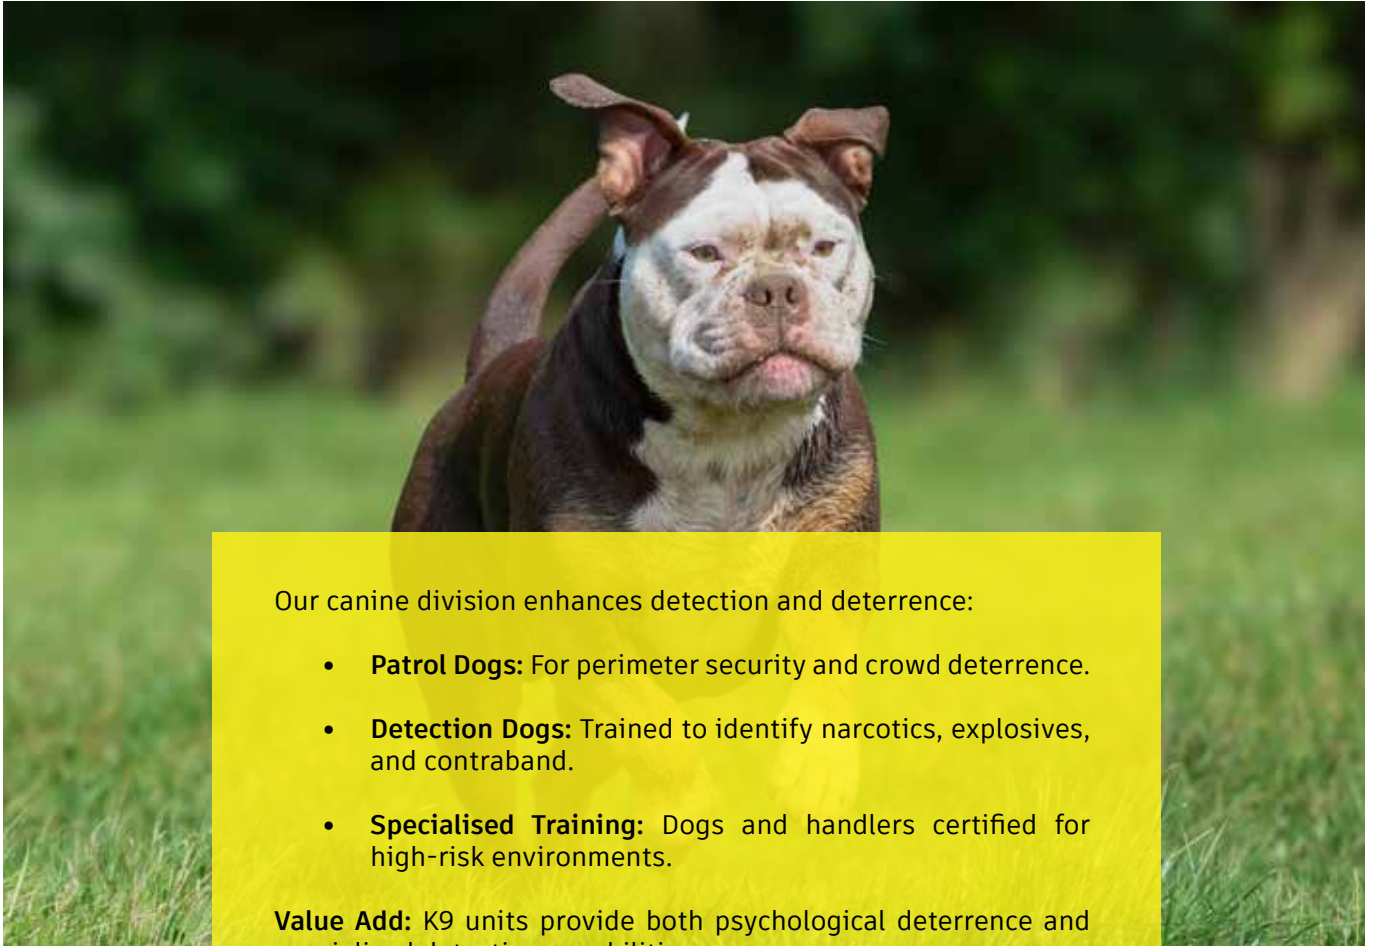 Our canine division enhances detection and deterrence:
• Patrol Dogs: For perimeter security and crowd deterrence.
• Detection Dogs: Trained to identify narcotics, explosives,
and contraband.
• Specialised Training: Dogs and handlers certified for
high-risk environments.
Value Add: K9 units provide both psychological deterrence and